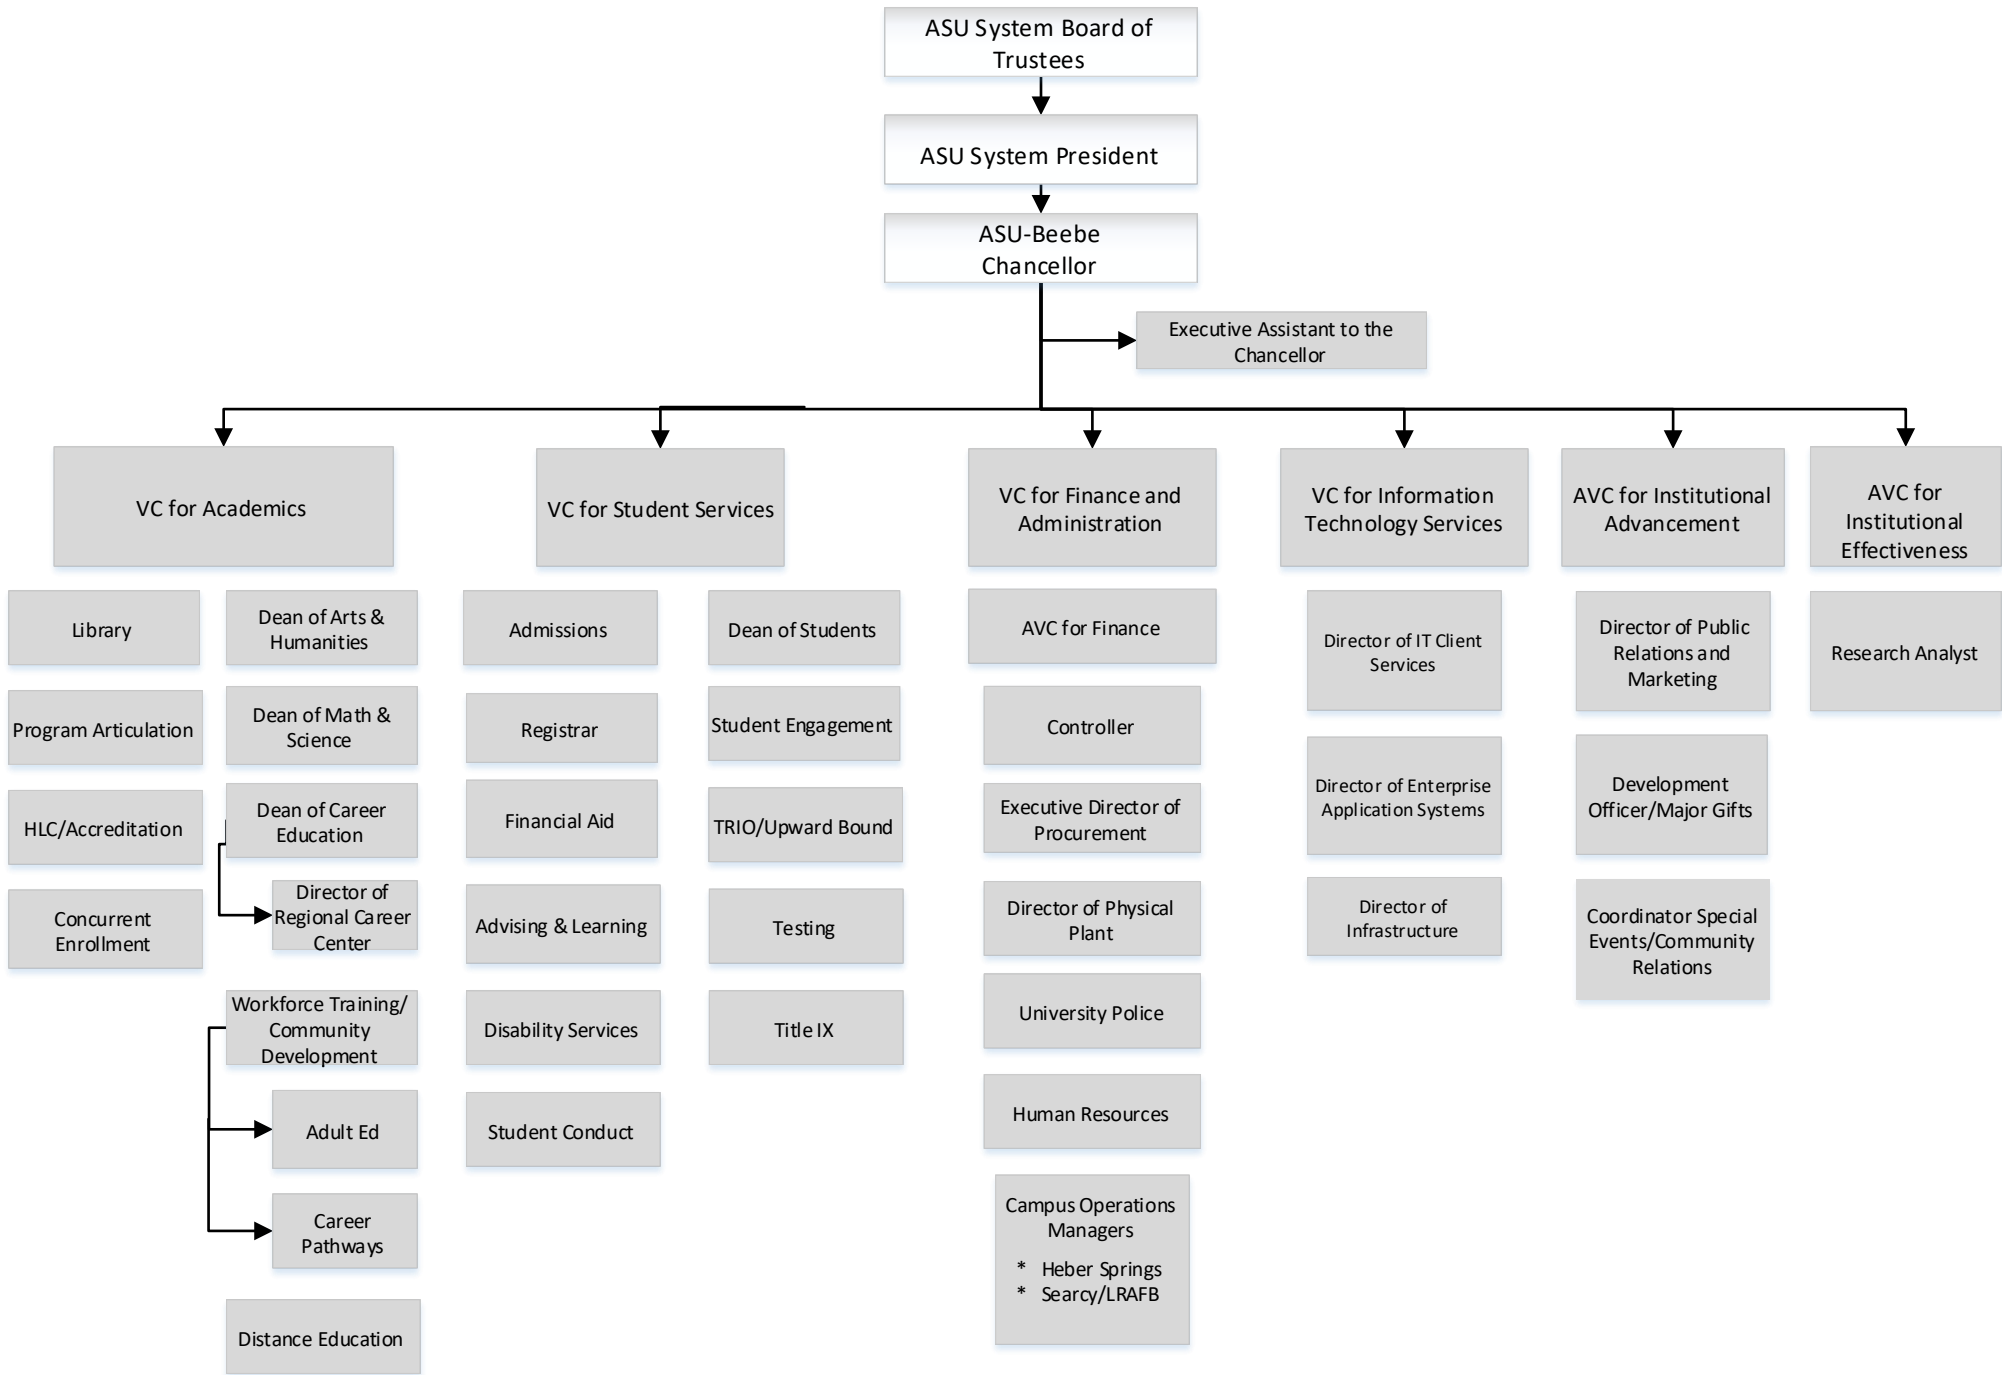 ASU System Board of
Trustees
ASU System President
ASU-Beebe
Chancellor
Executive Assistant to the
Chancellor
VC for Academics
VC for Student Services
VC for Finance and
Administration
VC for Information
Technology Services
AVC for Institutional
Advancement
AVC for
Institutional
Effectiveness
Library
Program Articulation
HLC/Accreditation
Concurrent
Enrollment
Dean of Arts &
Humanities
Dean of Math &
Science
Dean of Career
Education
Director of
Regional Career
Center
Workforce Training/
Community
Development
Adult Ed
Career
Pathways
Distance Education
Admissions
Registrar
Financial Aid
Advising & Learning
Disability Services
Student Conduct
Dean of Students
Student Engagement
TRIO/Upward Bound
Testing
Title IX
AVC for Finance
Controller
Executive Director of
Procurement
Director of Physical
Plant
University Police
Human Resources
Campus Operations
Managers
* Heber Springs
* Searcy/LRAFB
Director of IT Client
Services
Director of Enterprise
Application Systems
Director of
Infrastructure
Director of Public
Relations and
Marketing
Development
Officer/Major Gifts
Coordinator Special
Events/Community
Relations
Research Analyst